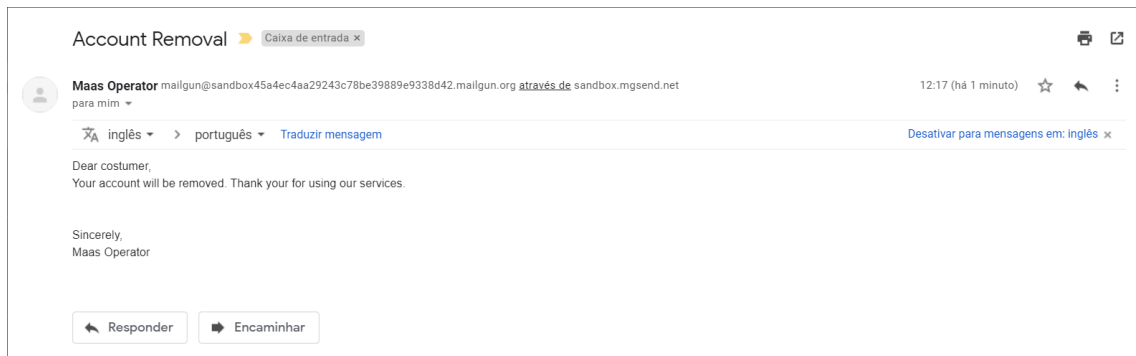 Account Removal Caixa de entrada ×
Maas Operator mailgun@sandbox45a4ec4aa29243c78be39889e9338d42.mailgun.org através de sandbox.mgsend.net 12:17 (há 1 minuto)
para mim
inglês > português Traduzir mensagem Desativar para mensagens em: inglês ×
Dear costumer,
Your account will be removed. Thank your for using our services.
Sincerely,
Maas Operator
Responder Encaminhar